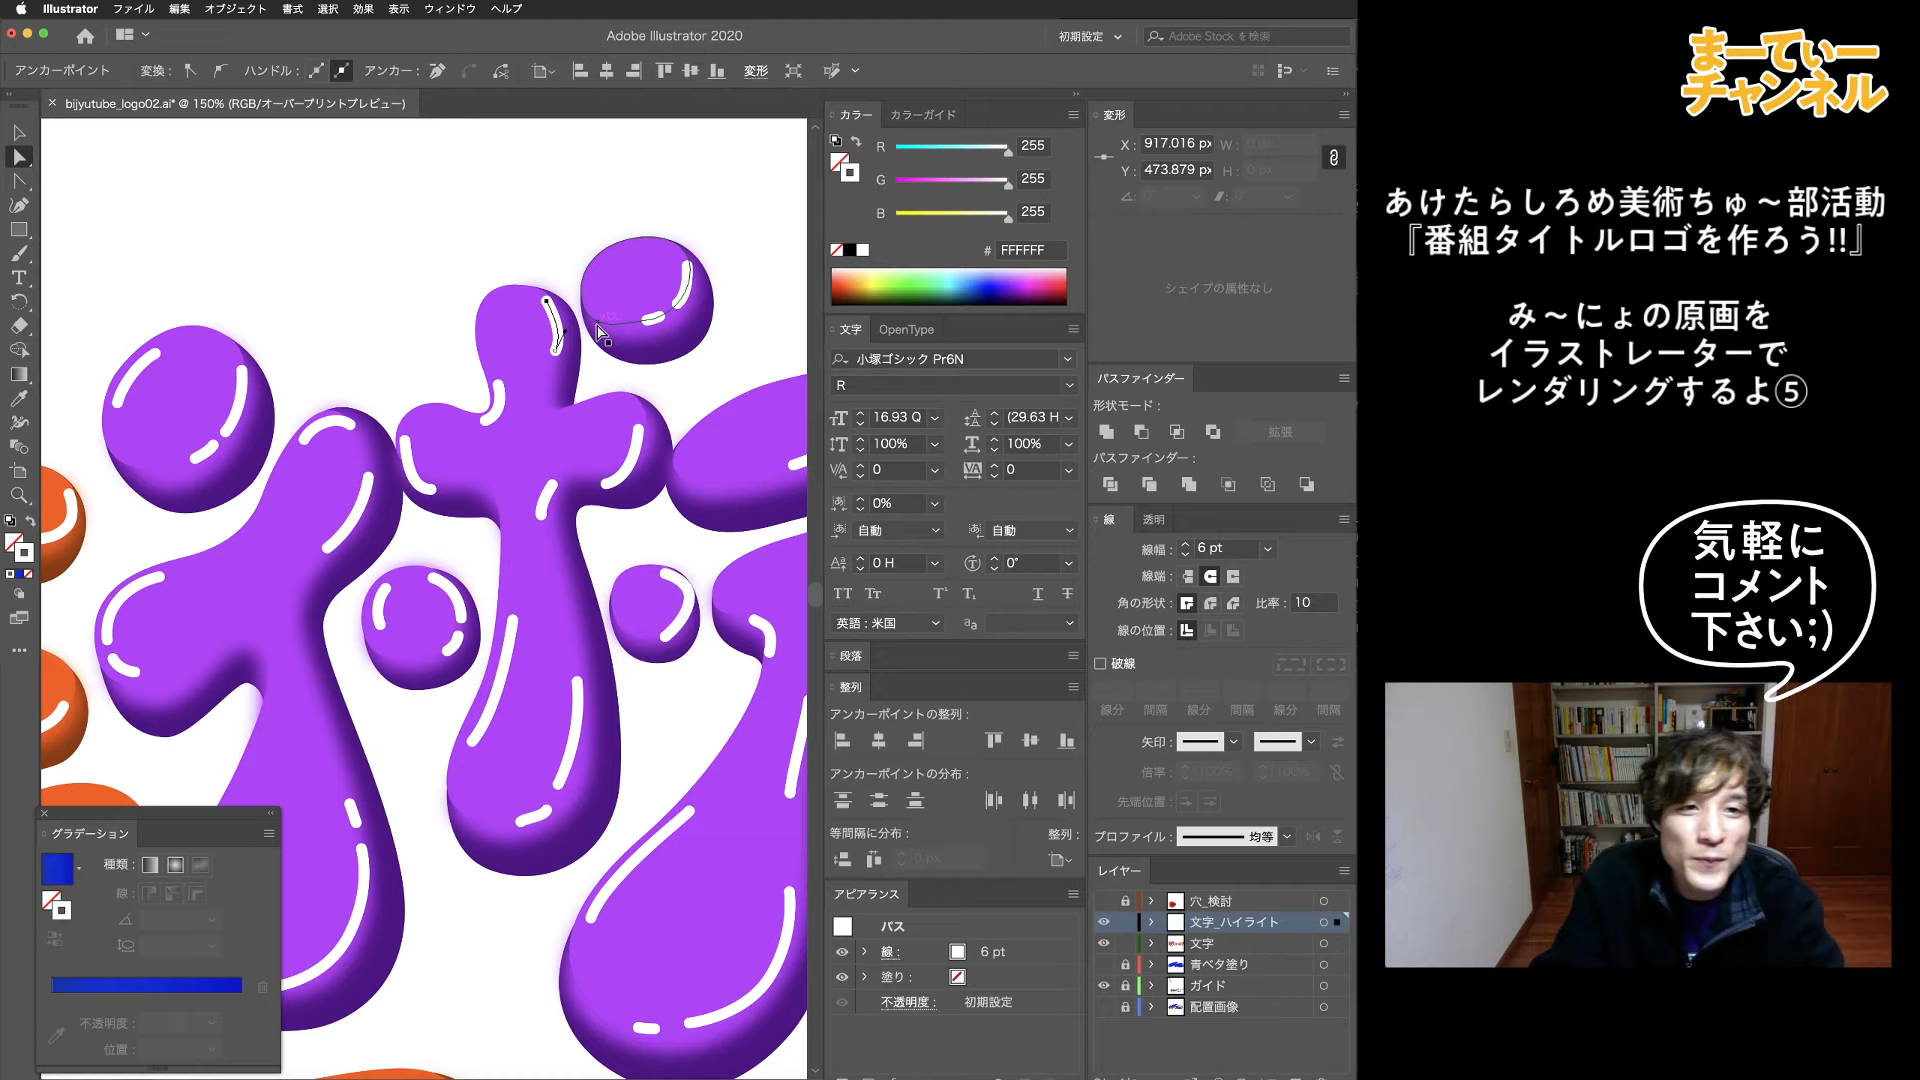 Illustrator ファイル 編集 オブジェクト 書式 選択 効果 表示 ウィンドウ ヘルプ
Adobe Illustrator 2020
初期設定
Adobe Stock を検索
アンカーポイント 変換： ハンドル： アンカー： 変形
bijyutube_logo02.ai* @ 150% (RGB/オーバープリントプレビュー)
パス
グラデーション
種類：
線：
不透明度：
位置：
カラー カラーガイド
R 255
G 255
B 255
# FFFFFF
文字 OpenType
小塚ゴシック Pr6N
R
16.93 Q (29.63 H
100% 100%
0 0
0%
自動 自動
0 H 0°
英語：米国
段落
整列
アンカーポイントの整列：
アンカーポイントの分布：
等間隔に分布： 整列：
0 px
アピアランス
パス
線： 6 pt
塗り：
不透明度： 初期設定
変形
X： 917.016 px W：
Y： 473.879 px H： 0 px
シェイプの属性なし
パスファインダー
形状モード：
拡張
パスファインダー：
線 透明
線幅： 6 pt
線端：
角の形状： 比率： 10
線の位置：
破線
線分 間隔 線分 間隔 線分 間隔
矢印：
倍率： 100% 100%
先端位置：
プロファイル： 均等
レイヤー
穴_検討
文字_ハイライト
文字
青ベタ塗り
ガイド
配置画像
まーてぃー
チャンネル
あけたらしろめ美術ちゅ～部活動
『番組タイトルロゴを作ろう!!』
み～にょの原画を
イラストレーターで
レンダリングするよ⑤
気軽に
コメント
下さい;)